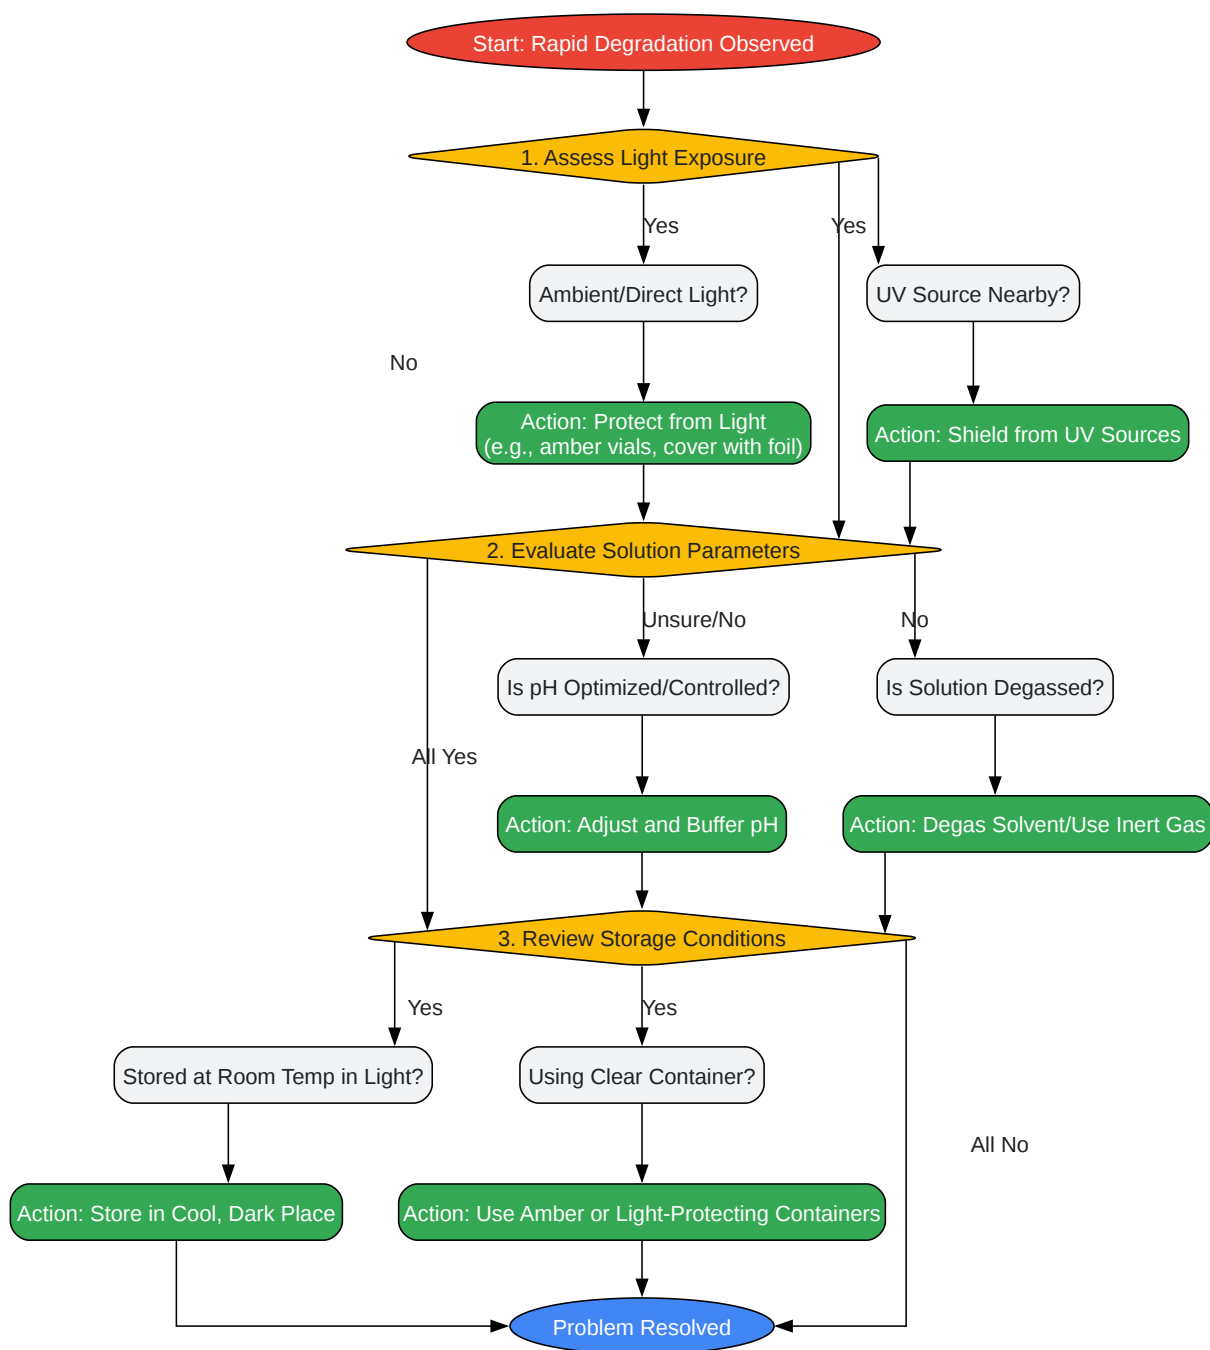 Start: Rapid Degradation Observed
1. Assess Light Exposure
Yes
Yes
Ambient/Direct Light?
UV Source Nearby?
No
Action: Protect from Light
(e.g., amber vials, cover with foil)
Action: Shield from UV Sources
2. Evaluate Solution Parameters
Unsure/No
No
Is pH Optimized/Controlled?
Is Solution Degassed?
All Yes
Action: Adjust and Buffer pH
Action: Degas Solvent/Use Inert Gas
3. Review Storage Conditions
Yes
Yes
Stored at Room Temp in Light?
Using Clear Container?
All No
Action: Store in Cool, Dark Place
Action: Use Amber or Light-Protecting Containers
Problem Resolved